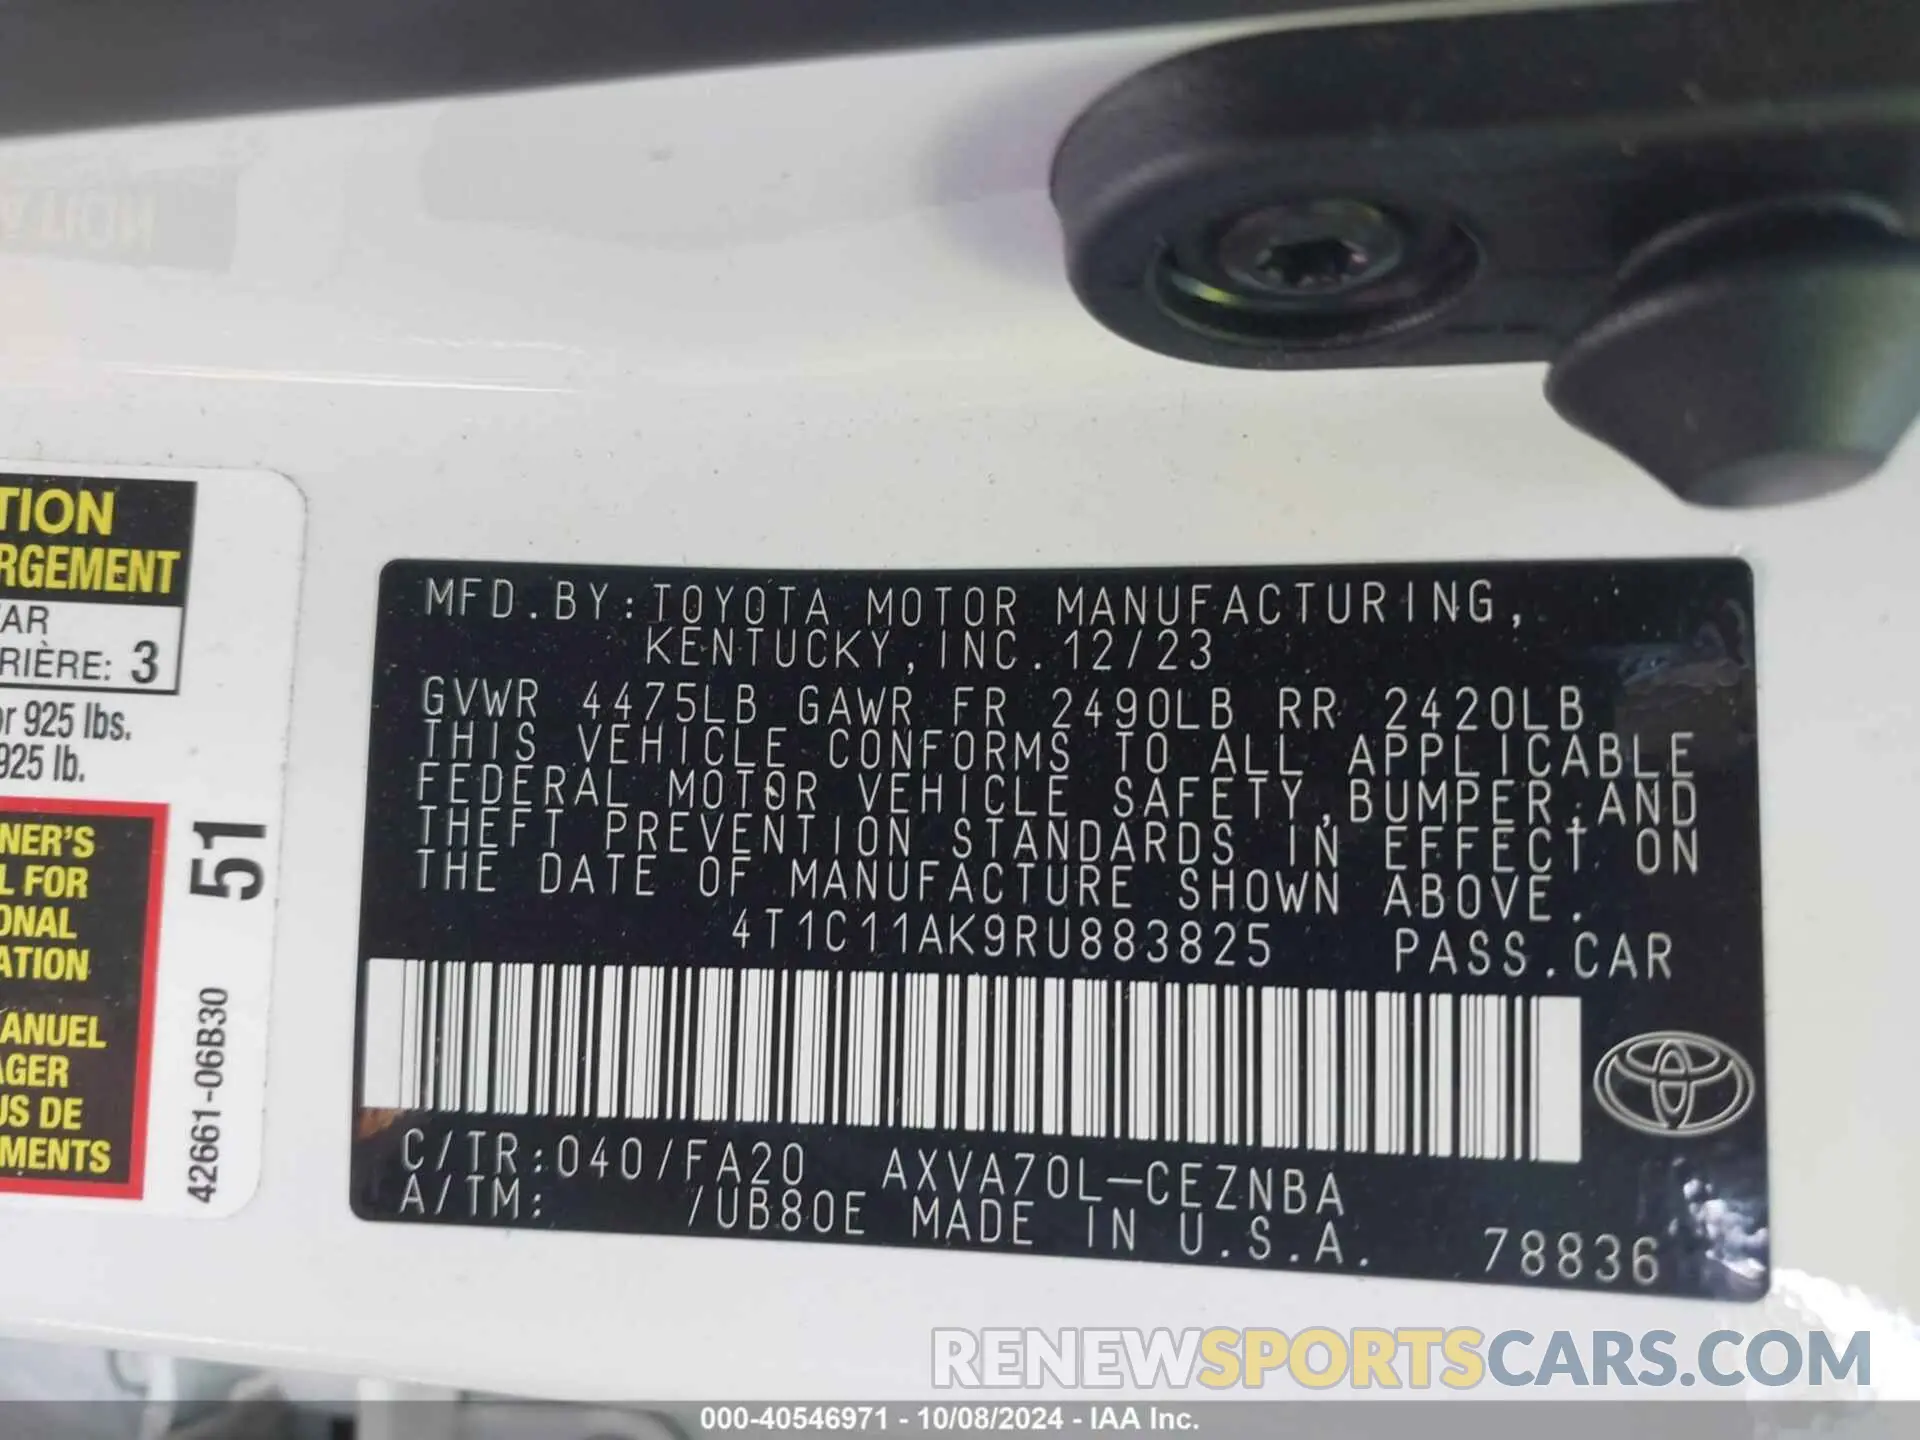 TION
RGEMENT
AR
RIÈRE: 3
or 925 lbs.
925 lb.
NER'S
L FOR
ONAL
ATION
ANUEL
AGER
US DE
MENTS
51
42661-06B30
MFD.BY:TOYOTA MOTOR MANUFACTURING,
KENTUCKY,INC.12/23
GVWR 4475LB GAWR FR 2490LB RR 2420LB
THIS VEHICLE CONFORMS TO ALL APPLICABLE
FEDERAL MOTOR VEHICLE SAFETY,BUMPER,AND
THEFT PREVENTION STANDARDS IN EFFECT ON
THE DATE OF MANUFACTURE SHOWN ABOVE.
4T1C11AK9RU883825 PASS.CAR
C/TR:040/FA20 AXVA70L-CEZNBA
A/TM: /UB80E MADE IN U.S.A. 78836
RENEWSPORTSCARS.COM
000-40546971 - 10/08/2024 - IAA Inc.